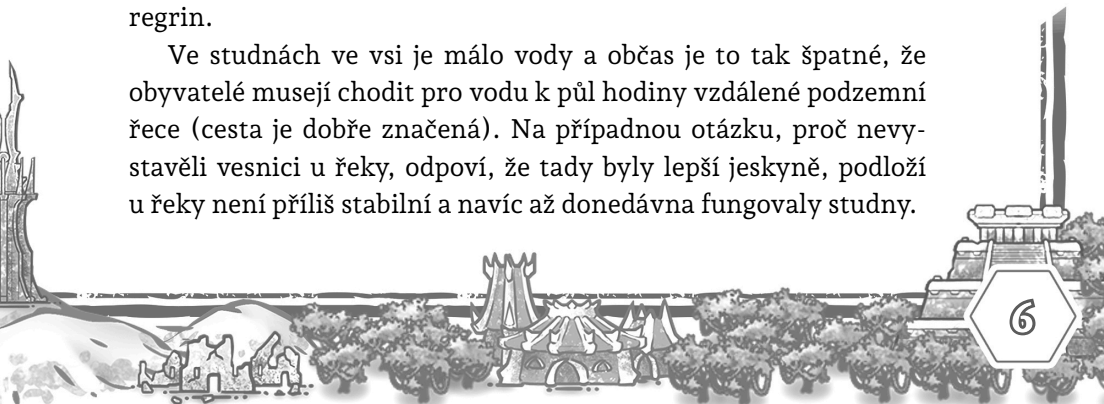 regrin.
Ve studnách ve vsi je málo vody a občas je to tak špatné, že
obyvatelé musejí chodit pro vodu k půl hodiny vzdálené podzemní
řece (cesta je dobře značená). Na případnou otázku, proč nevy-
stavěli vesnici u řeky, odpoví, že tady byly lepší jeskyně, podloží
u řeky není příliš stabilní a navíc až donedávna fungovaly studny.
6